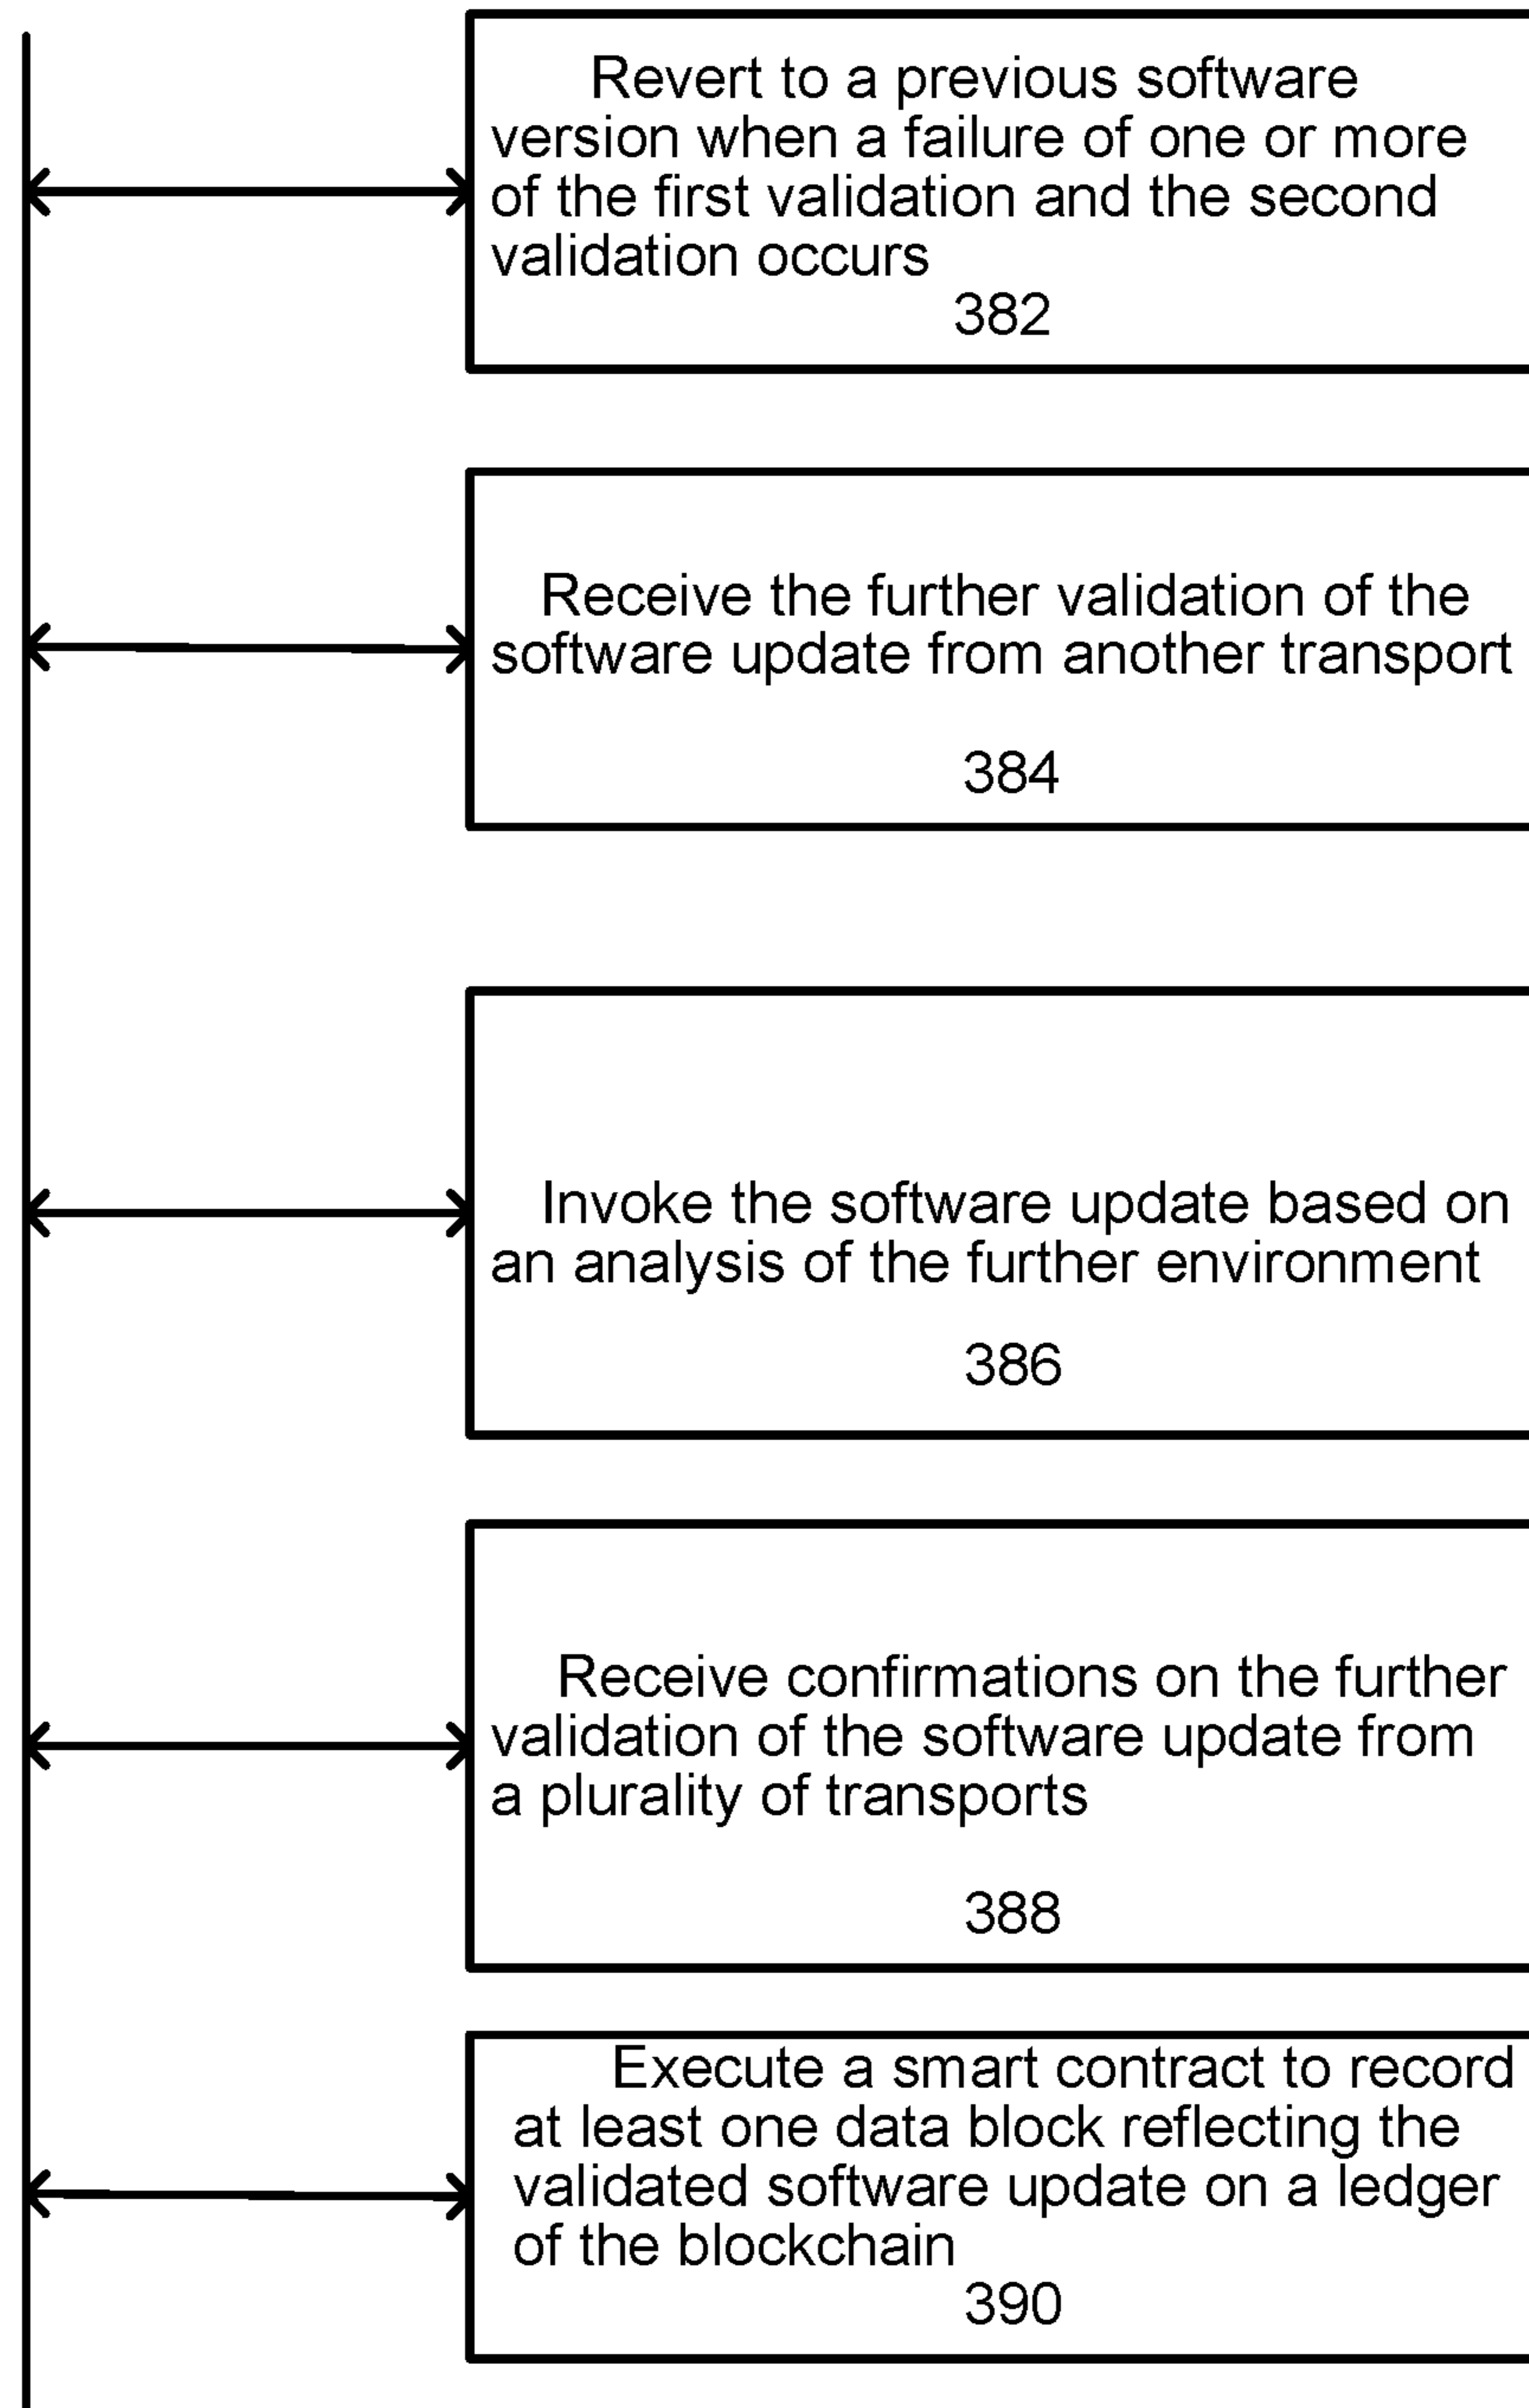 Revert to a previous software
version when a failure of one or more
of the first validation and the second
validation occurs
382
Receive the further validation of the
software update from another transport
384
Invoke the software update based on
an analysis of the further environment
386
Receive confirmations on the further
validation of the software update from
a plurality of transports
388
Execute a smart contract to record
at least one data block reflecting the
validated software update on a ledger
of the blockchain
390